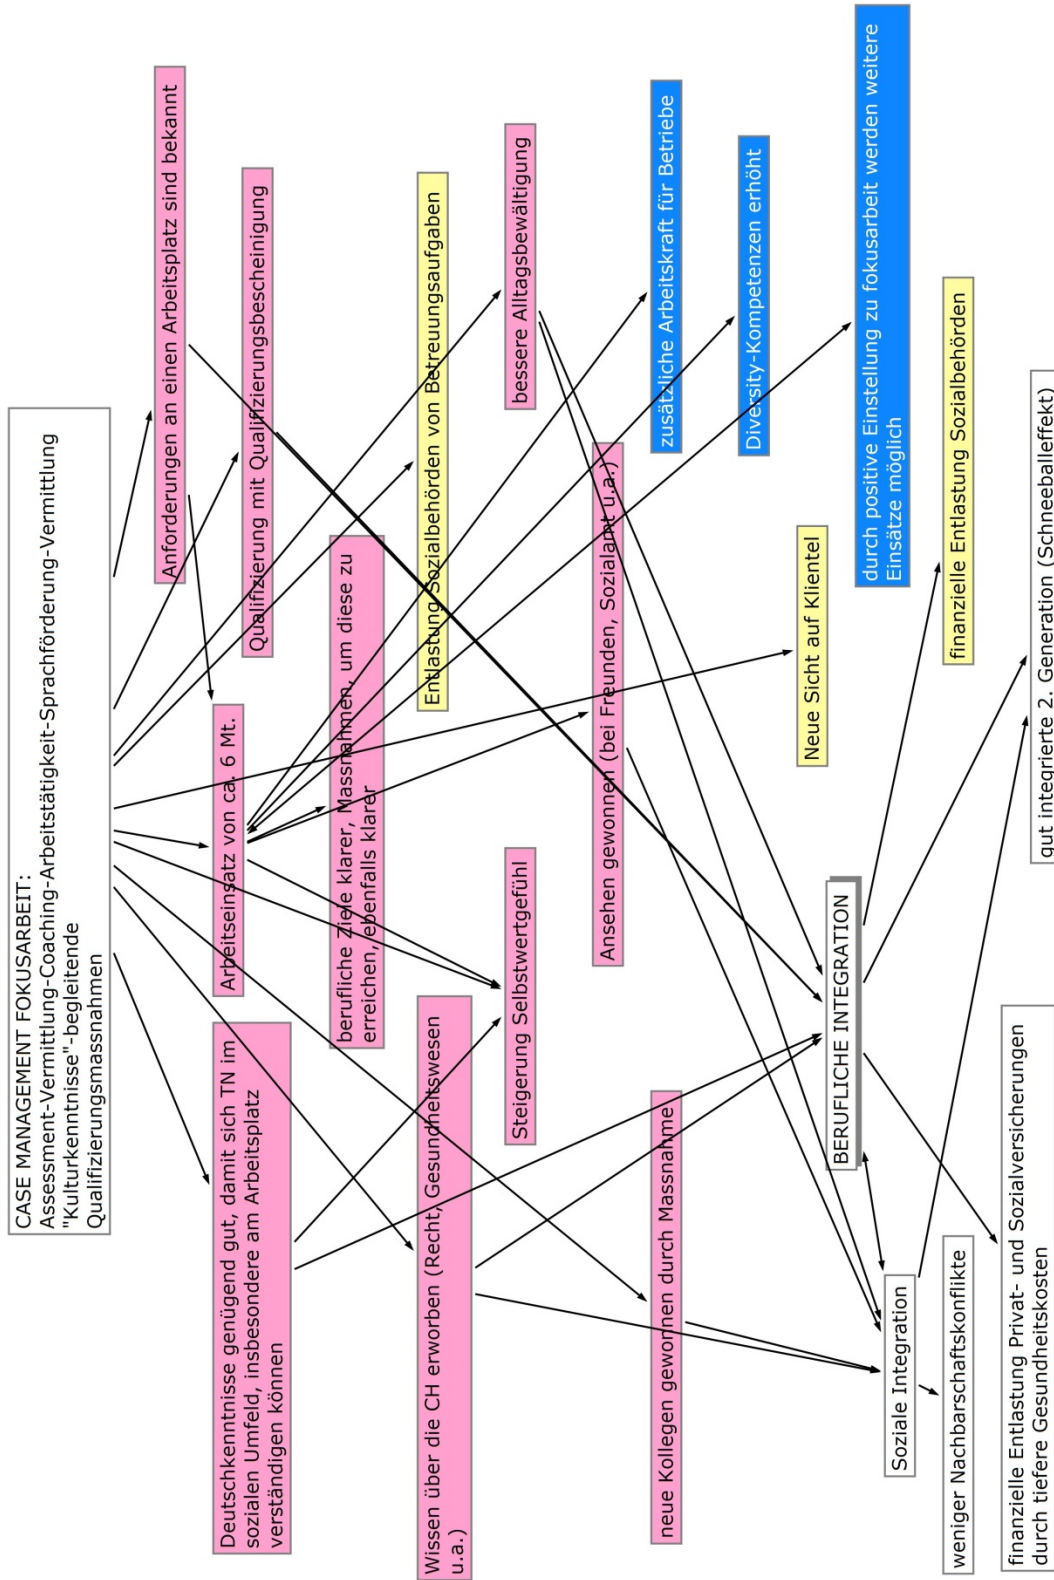 CASE MANAGEMENT FOKUSARBEIT:
Assessment-Vermittlung-Coaching-Arbeitstätigkeit-Sprachförderung-Vermittlung
"Kulturkenntnisse"-begleitende
Qualifizierungsmassnahmen
Anforderungen an einen Arbeitsplatz sind bekannt
Deutschkenntnisse genügend gut, damit sich TN im
sozialen Umfeld, insbesondere am Arbeitsplatz
verständigen können
Arbeitseinsatz von ca. 6 Mt.
Qualifizierung mit Qualifizierungsbescheinigung
berufliche Ziele klarer, Massnahmen, um diese zu
erreichen, ebenfalls klarer
Wissen über die CH erworben (Recht, Gesundheitswesen
u.a.)
Entlastung Sozialbehörden von Betreuungsaufgaben
Steigerung Selbstwertgefühl
bessere Alltagsbewältigung
Ansehen gewonnen (bei Freunden, Sozialamt u.a.)
neue Kollegen gewonnen durch Massnahme
zusätzliche Arbeitskraft für Betriebe
Diversity-Kompetenzen erhöht
Neue Sicht auf Klientel
BERUFLICHE INTEGRATION
durch positive Einstellung zu fokusarbeit werden weitere
Einsätze möglich
Soziale Integration
weniger Nachbarschaftskonflikte
finanzielle Entlastung Sozialbehörden
finanzielle Entlastung Privat- und Sozialversicherungen
durch tiefere Gesundheitskosten
gut integrierte 2. Generation (Schneeballeffekt)